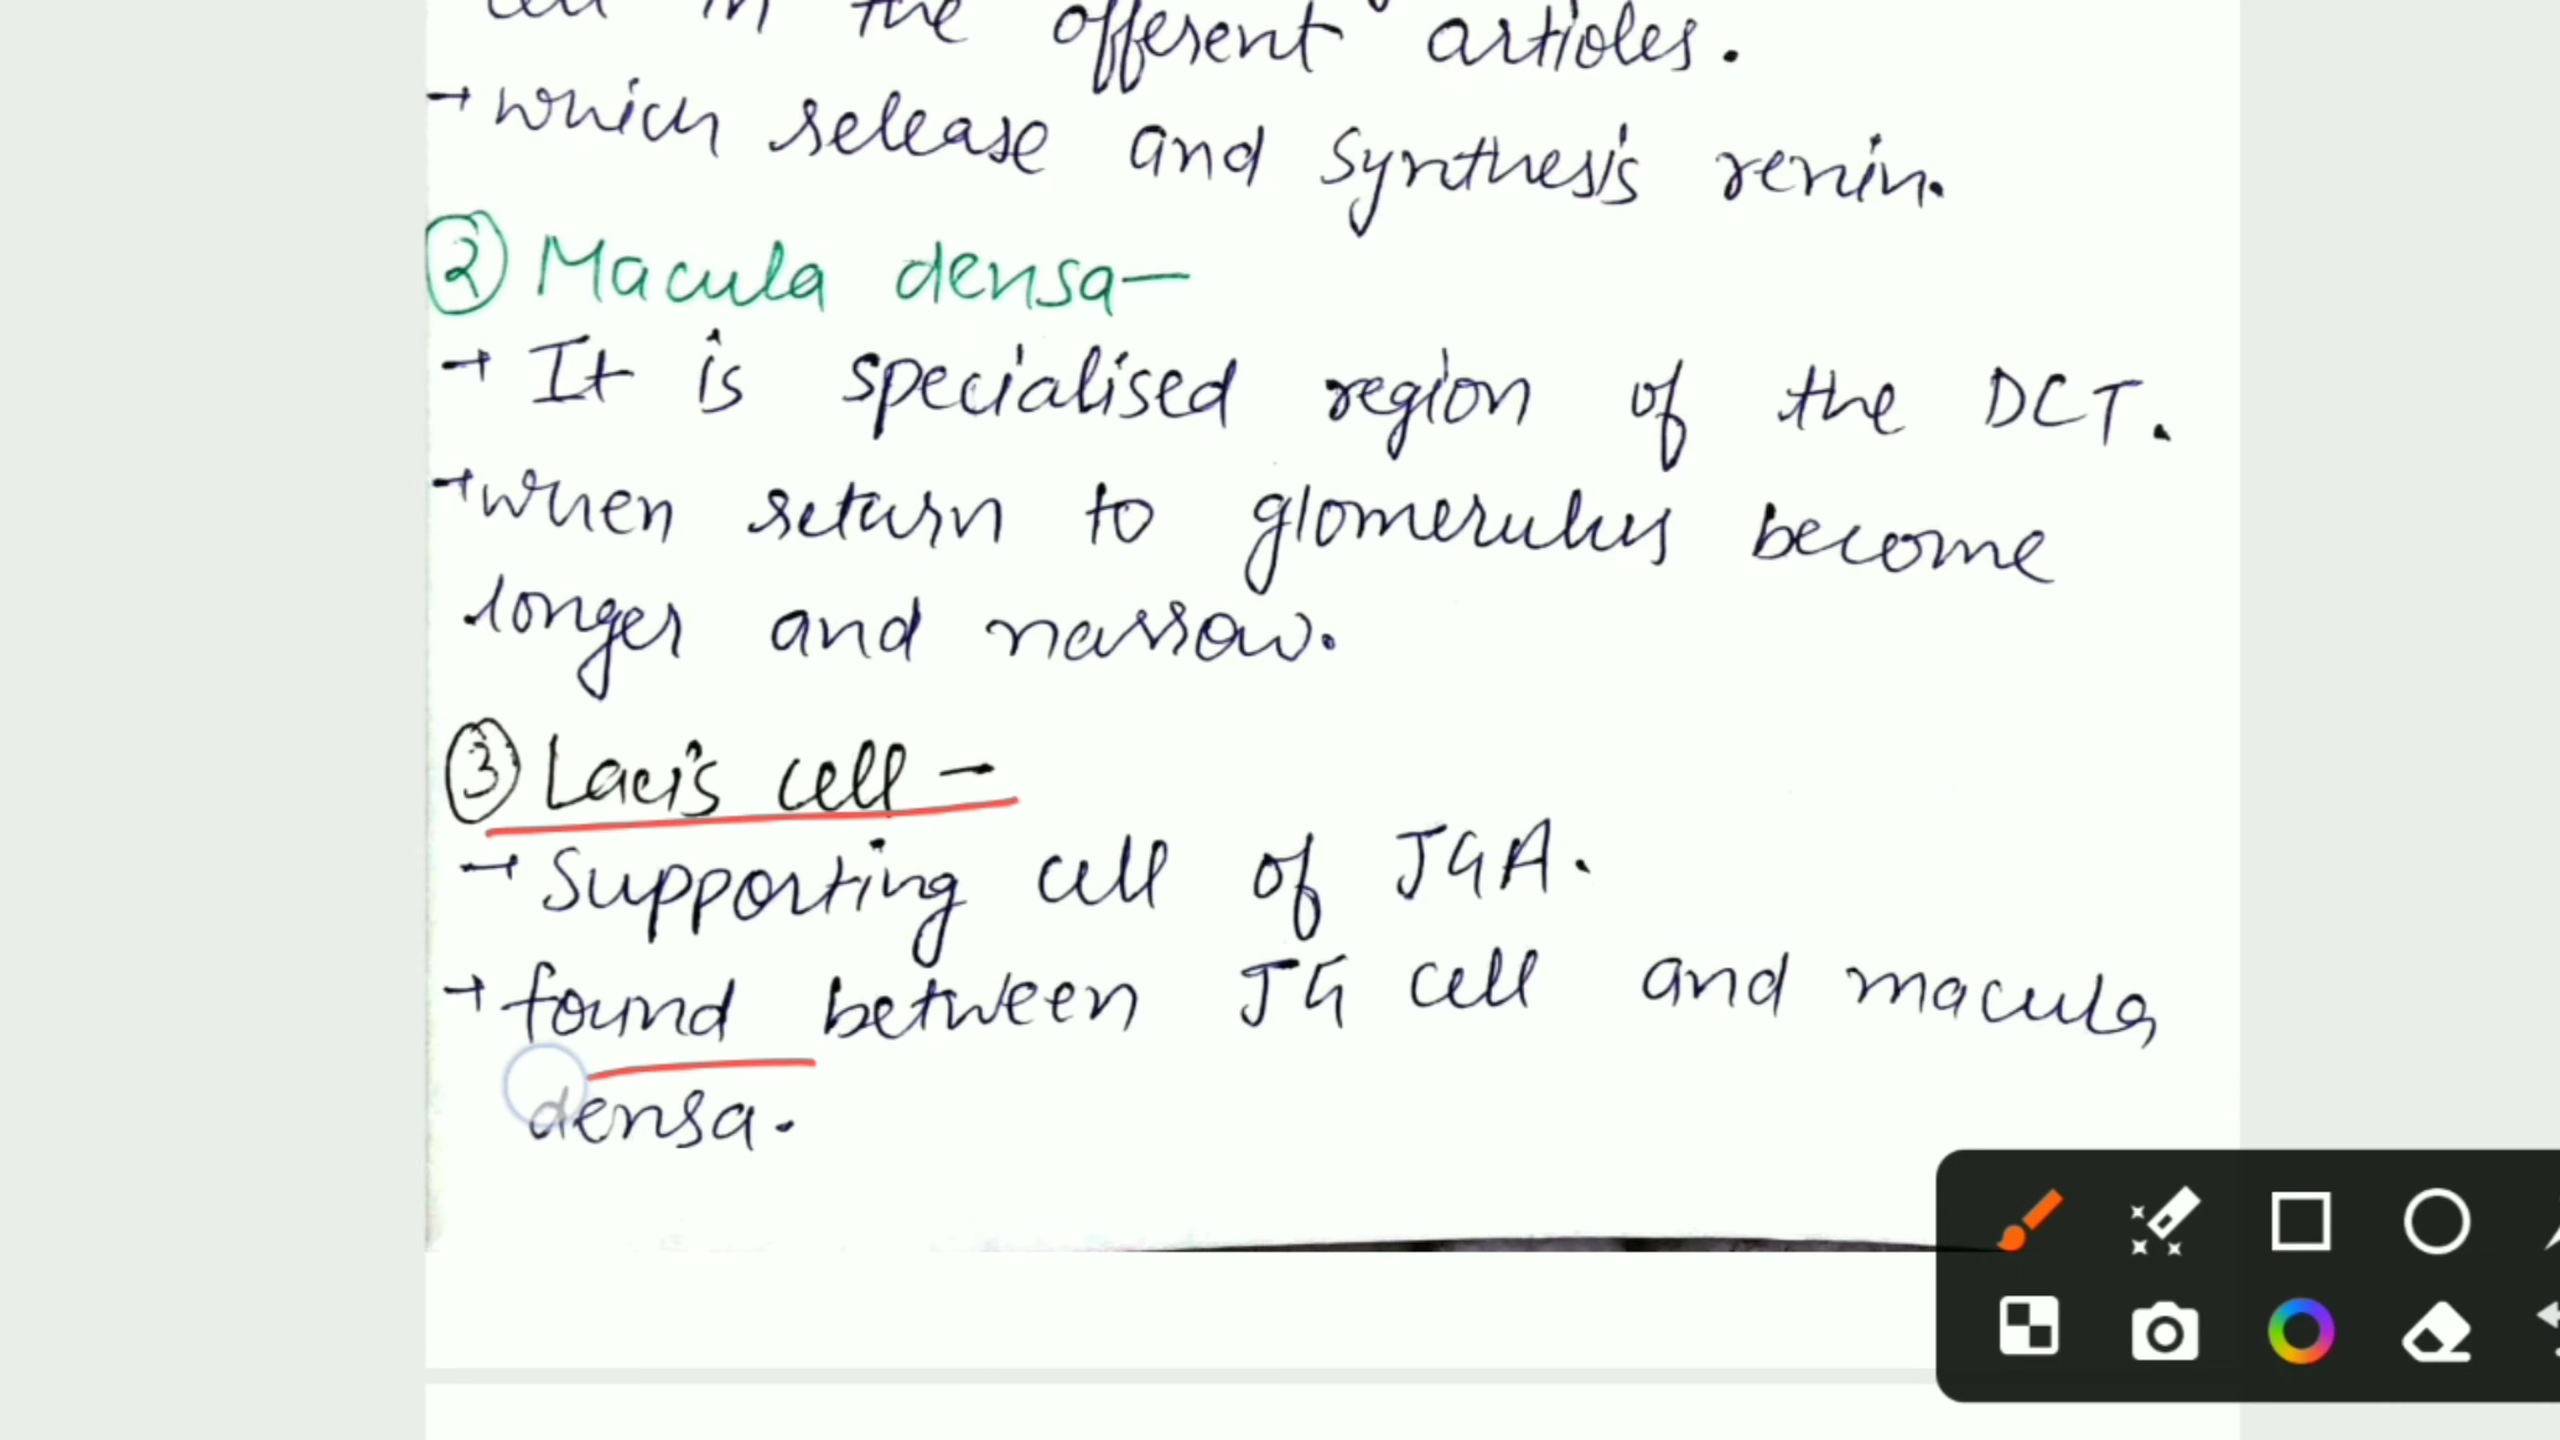 cell in the offerent artioles.
→ which release and synthesis renin.
② Macula densa—
→ It is specialised region of the DCT.
→ when return to glomerulus become
longer and narrow.
③ Lacis cell —
→ Supporting cell of JGA.
→ found between JG cell and macula
densa.